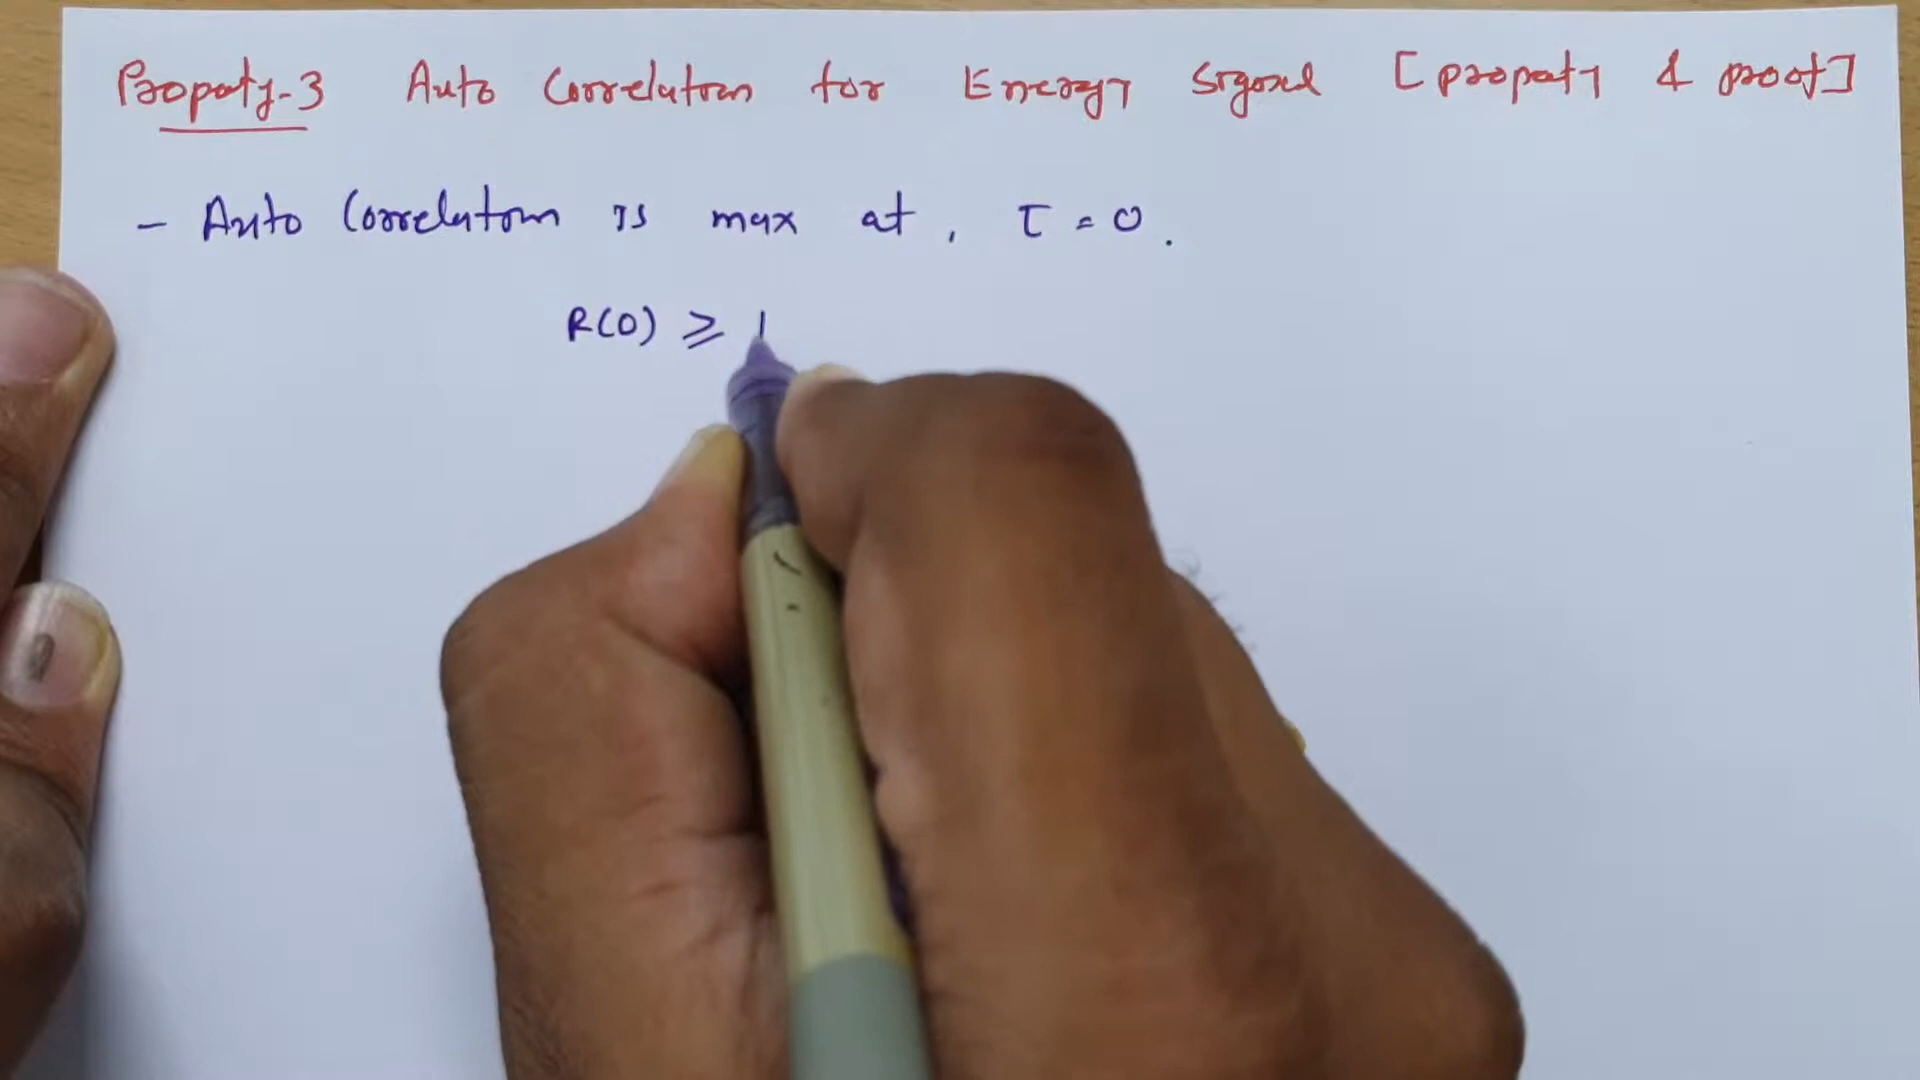 Property-3 Auto Correlation for Energy Signal [property & proof]
- Auto Correlation is max at, τ = 0.
R(0) ≥ |